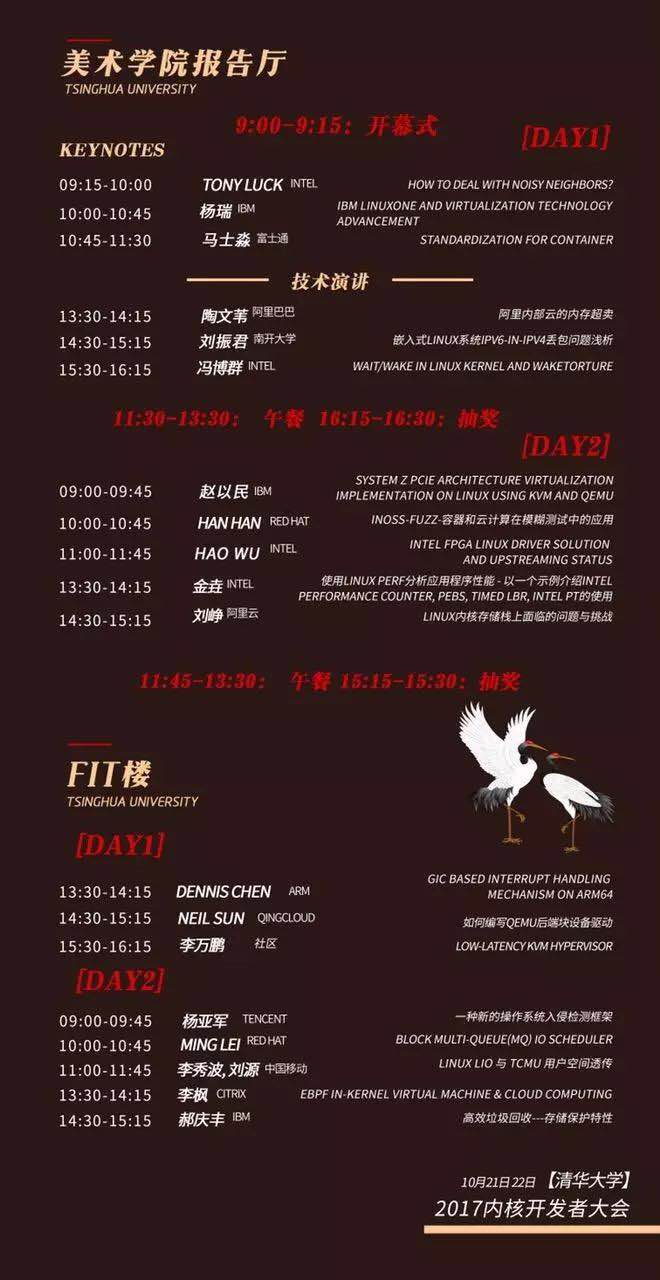 美术学院报告厅
TSINGHUA UNIVERSITY
9:00-9:15: 开幕式
[DAY1]
KEYNOTES
09:15-10:00 TONY LUCK INTEL HOW TO DEAL WITH NOISY NEIGHBORS?
10:00-10:45 杨瑞 IBM IBM LINUXONE AND VIRTUALIZATION TECHNOLOGY
ADVANCEMENT
10:45-11:30 马士淼 富士通 STANDARDIZATION FOR CONTAINER
技术演讲
13:30-14:15 陶文苇 阿里巴巴 阿里内部云的内存超卖
14:30-15:15 刘振君 南开大学 嵌入式LINUX系统IPV6-IN-IPV4丢包问题浅析
15:30-16:15 冯博群 INTEL WAIT/WAKE IN LINUX KERNEL AND WAKETORTURE
11:30-13:30: 午餐 16:15-16:30: 抽奖
[DAY2]
09:00-09:45 赵以民 IBM SYSTEM Z PCIE ARCHITECTURE VIRTUALIZATION
IMPLEMENTATION ON LINUX USING KVM AND QEMU
10:00-10:45 HAN HAN RED HAT INOSS-FUZZ-容器和云计算在模糊测试中的应用
11:00-11:45 HAO WU INTEL INTEL FPGA LINUX DRIVER SOLUTION
AND UPSTREAMING STATUS
13:30-14:15 金垚 INTEL 使用LINUX PERF分析应用程序性能 - 以一个示例介绍INTEL
PERFORMANCE COUNTER, PEBS, TIMED LBR, INTEL PT的使用
14:30-15:15 刘峥 阿里云 LINUX内核存储栈上面临的问题与挑战
11:45-13:30: 午餐 15:15-15:30: 抽奖
FIT楼
TSINGHUA UNIVERSITY
[DAY1]
13:30-14:15 DENNIS CHEN ARM GIC BASED INTERRUPT HANDLING
MECHANISM ON ARM64
14:30-15:15 NEIL SUN QINGCLOUD 如何编写QEMU后端块设备驱动
15:30-16:15 李万鹏 社区 LOW-LATENCY KVM HYPERVISOR
[DAY2]
09:00-09:45 杨亚军 TENCENT 一种新的操作系统入侵检测框架
10:00-10:45 MING LEI RED HAT BLOCK MULTI-QUEUE(MQ) IO SCHEDULER
11:00-11:45 李秀波, 刘源 中国移动 LINUX LIO 与 TCMU 用户空间透传
13:30-14:15 李枫 CITRIX EBPF IN-KERNEL VIRTUAL MACHINE & CLOUD COMPUTING
14:30-15:15 郝庆丰 IBM 高效垃圾回收---存储保护特性
10月21日 22日 【清华大学】
2017内核开发者大会